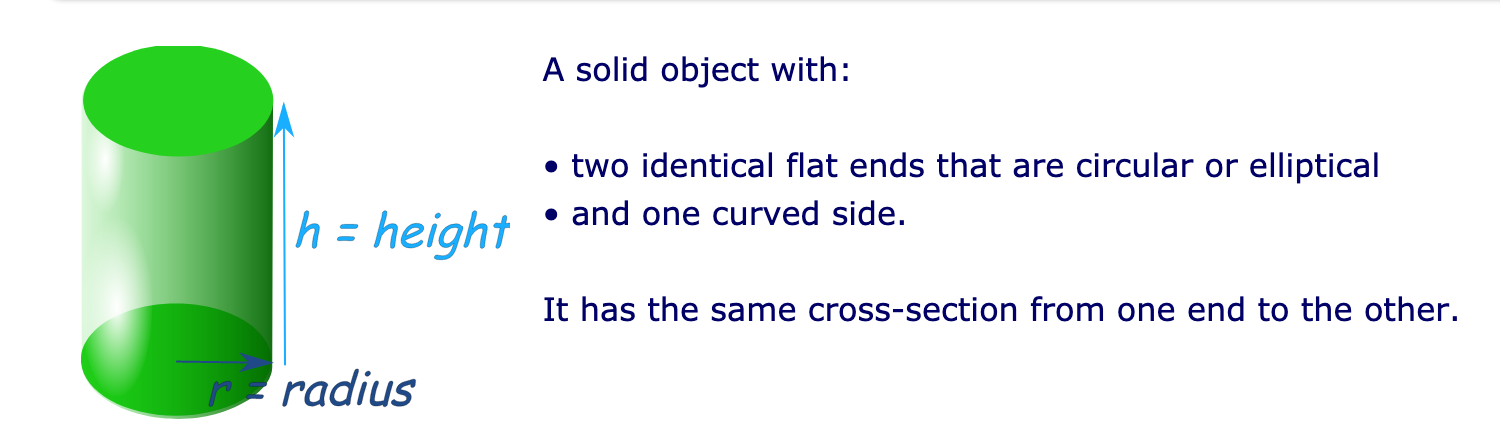 A solid object with:
• two identical flat ends that are circular or elliptical
• and one curved side.
It has the same cross-section from one end to the other.
h = height
r = radius